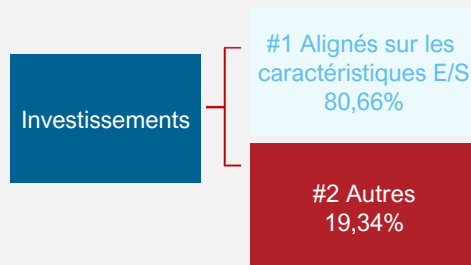 Investissements
#1 Alignés sur les
caractéristiques E/S
80,66%
#2 Autres
19,34%